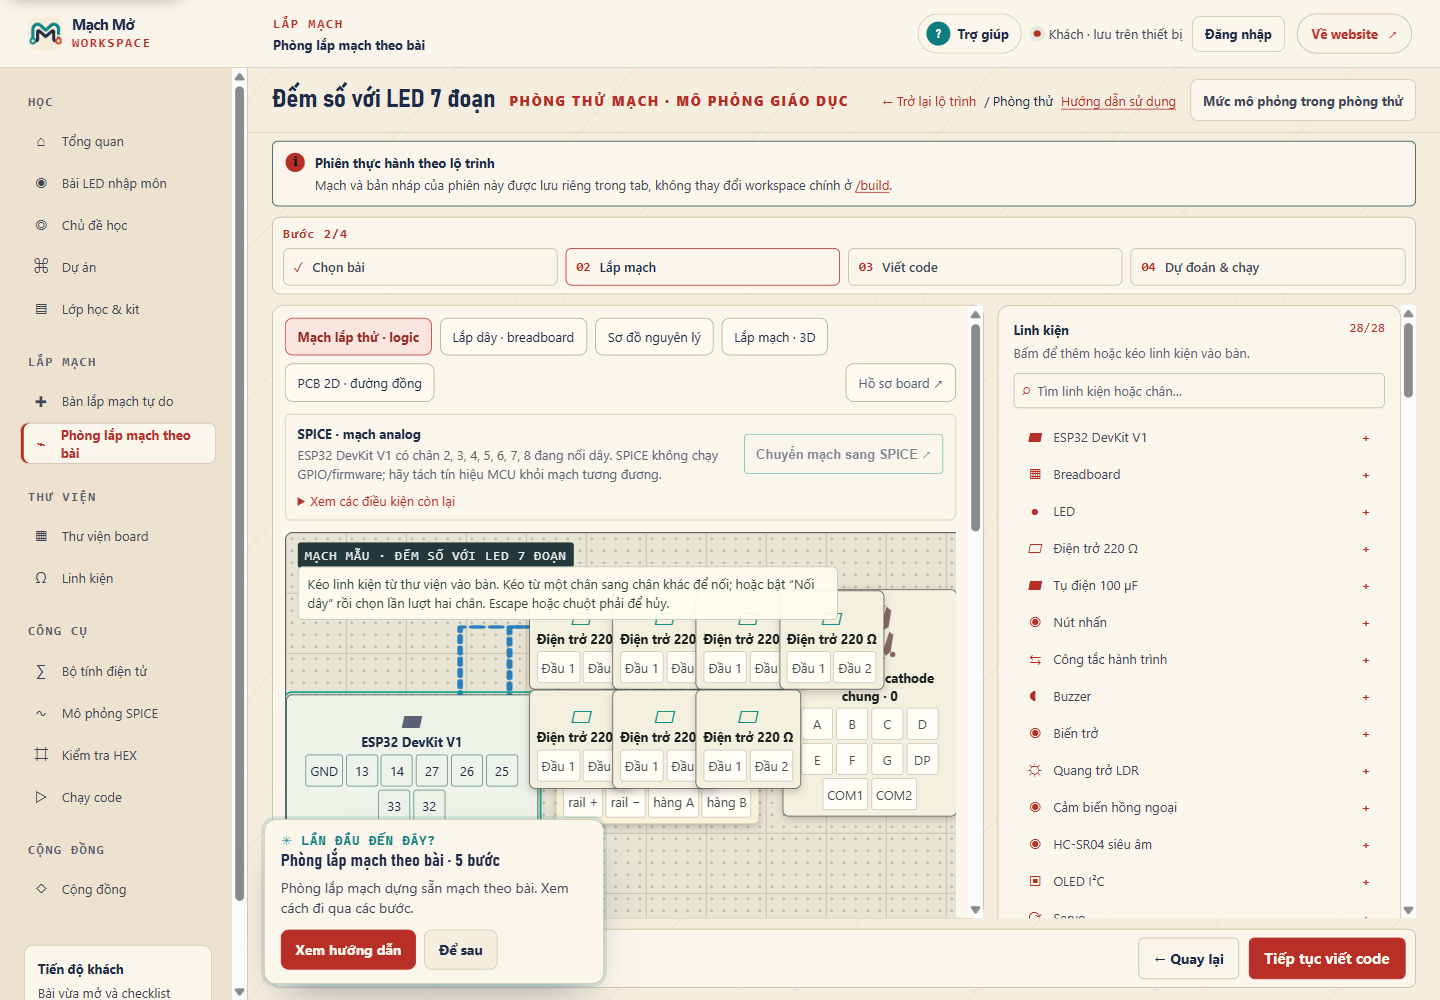 Mạch Mở
WORKSPACE
LẮP MẠCH
Phòng lắp mạch theo bài
? Trợ giúp
Khách · lưu trên thiết bị
Đăng nhập
Về website ↗
HỌC
Tổng quan
Bài LED nhập môn
Chủ đề học
Dự án
Lớp học & kit
LẮP MẠCH
Bàn lắp mạch tự do
Phòng lắp mạch theo
bài
THƯ VIỆN
Thư viện board
Linh kiện
CÔNG CỤ
Bộ tính điện tử
Mô phỏng SPICE
Kiểm tra HEX
Chạy code
CỘNG ĐỒNG
Cộng đồng
Tiến độ khách
Bài vừa mở và checklist
Đếm số với LED 7 đoạn
PHÒNG THỬ MẠCH · MÔ PHỎNG GIÁO DỤC
← Trở lại lộ trình / Phòng thử Hướng dẫn sử dụng
Mức mô phỏng trong phòng thử
Phiên thực hành theo lộ trình
Mạch và bản nháp của phiên này được lưu riêng trong tab, không thay đổi workspace chính ở /build.
Bước 2/4
✓ Chọn bài
02 Lắp mạch
03 Viết code
04 Dự đoán & chạy
Mạch lắp thử · logic
Lắp dây · breadboard
Sơ đồ nguyên lý
Lắp mạch · 3D
PCB 2D · đường đồng
Hồ sơ board ↗
SPICE · mạch analog
ESP32 DevKit V1 có chân 2, 3, 4, 5, 6, 7, 8 đang nối dây. SPICE không chạy
GPIO/firmware; hãy tách tín hiệu MCU khỏi mạch tương đương.
Chuyển mạch sang SPICE ↗
▶ Xem các điều kiện còn lại
MẠCH MẪU · ĐẾM SỐ VỚI LED 7 ĐOẠN
Kéo linh kiện từ thư viện vào bàn. Kéo từ một chân sang chân khác để nối; hoặc bật “Nối
dây” rồi chọn lần lượt hai chân. Escape hoặc chuột phải để hủy.
Điện trở 220 Điện trở 220 Điện trở 220 Điện trở 220 Ω
Đầu 1 Đầu Đầu 1 Đầu Đầu 1 Đầu Đầu 1 Đầu 2
cathode
chung · 0
A B C D
E F G DP
COM1 COM2
Điện trở 220 Điện trở 220 Điện trở 220 Ω
Đầu 1 Đầu Đầu 1 Đầu Đầu 1 Đầu 2
rail + rail − hàng A hàng B
ESP32 DevKit V1
GND 13 14 27 26 25
33 32
✳ LẦN ĐẦU ĐẾN ĐÂY?
Phòng lắp mạch theo bài · 5 bước
Phòng lắp mạch dựng sẵn mạch theo bài. Xem
cách đi qua các bước.
Xem hướng dẫn
Để sau
Linh kiện
28/28
Bấm để thêm hoặc kéo linh kiện vào bàn.
Tìm linh kiện hoặc chân...
ESP32 DevKit V1 +
Breadboard +
LED +
Điện trở 220 Ω +
Tụ điện 100 µF +
Nút nhấn +
Công tắc hành trình +
Buzzer +
Biến trở +
Quang trở LDR +
Cảm biến hồng ngoại +
HC-SR04 siêu âm +
OLED I²C +
Servo +
← Quay lại
Tiếp tục viết code